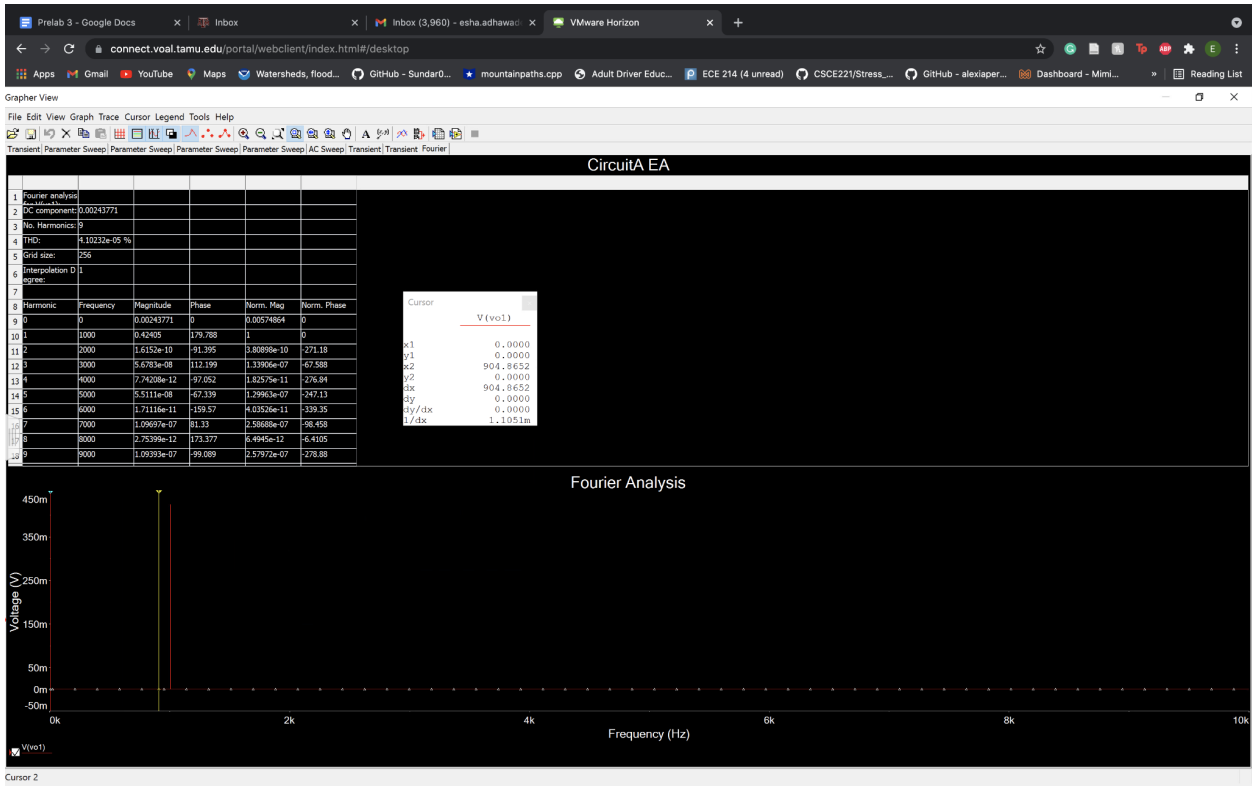 Prelab 3 - Google Docs × Inbox × Inbox (3,960) - esha.adhawad × VMware Horizon × +
connect.voal.tamu.edu/portal/webclient/index.html#/desktop
Apps Gmail YouTube Maps Watersheds, flood... GitHub - Sundar0... mountainpaths.cpp Adult Driver Educ... ECE 214 (4 unread) CSCE221/Stress_... GitHub - alexiaper... Dashboard - Mimi... » Reading List
Grapher View
File Edit View Graph Trace Cursor Legend Tools Help
Transient Parameter Sweep Parameter Sweep Parameter Sweep Parameter Sweep AC Sweep Transient Transient Fourier
CircuitA EA
1 Fourier analysis
2 DC component: 0.00243771
3 No. Harmonics: 9
4 THD: 4.10232e-05 %
5 Grid size: 256
6 Interpolation D egree: 1
7
8 Harmonic Frequency Magnitude Phase Norm. Mag Norm. Phase
9 0 0 0.00243771 0 0.00574864 0
10 1 1000 0.42405 179.788 1 0
11 2 2000 1.6152e-10 -91.395 3.80898e-10 -271.18
12 3 3000 5.6783e-08 112.199 1.33906e-07 -67.588
13 4 4000 7.74208e-12 -97.052 1.82575e-11 -276.84
14 5 5000 5.5111e-08 -67.339 1.29963e-07 -247.13
15 6 6000 1.71116e-11 -159.57 4.03526e-11 -339.35
16 7 7000 1.09697e-07 81.33 2.58688e-07 -98.458
17 8 8000 2.75399e-12 173.377 6.4945e-12 -6.4105
18 9 9000 1.09393e-07 -99.089 2.57972e-07 -278.88
Cursor
V(vo1)
x1 0.0000
y1 0.0000
x2 904.8652
y2 0.0000
dx 904.8652
dy 0.0000
dy/dx 0.0000
1/dx 1.1051m
Fourier Analysis
450m
350m
250m
150m
50m
0m
-50m
Voltage (V)
0k 2k 4k 6k 8k 10k
Frequency (Hz)
V(vo1)
Cursor 2